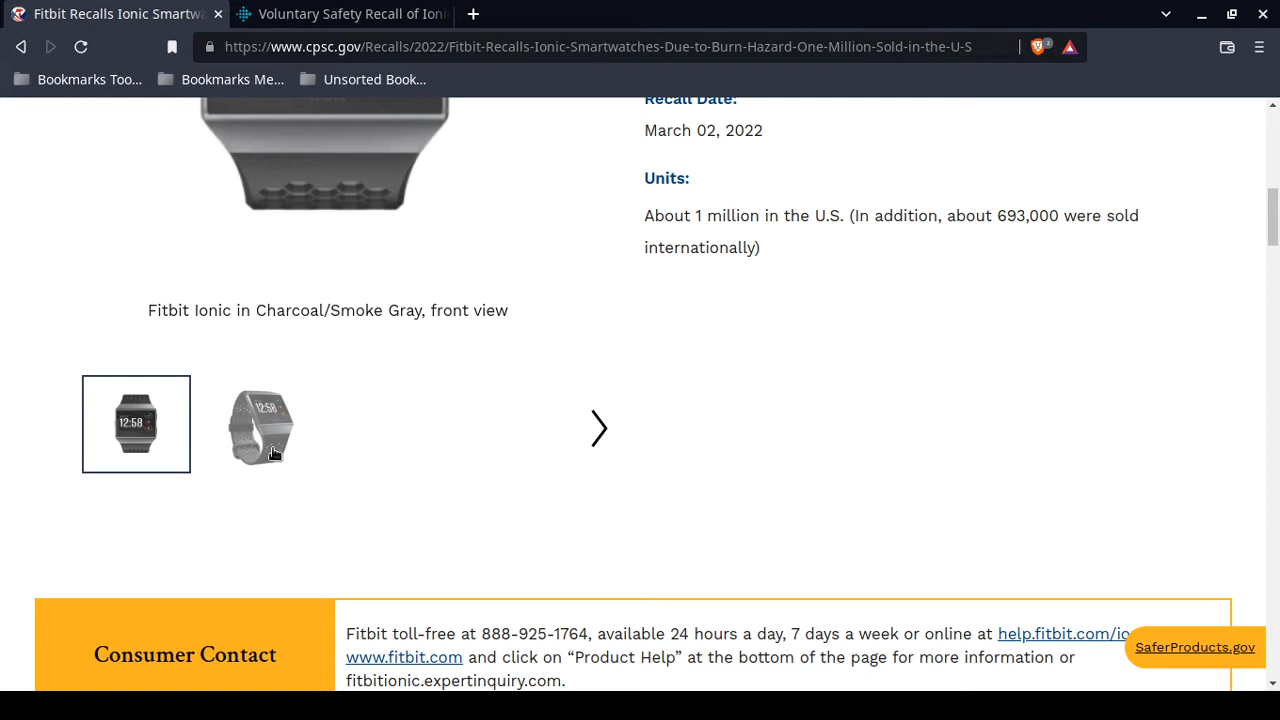 Fitbit Recalls Ionic Smartwa
Voluntary Safety Recall of Ioni
https://www.cpsc.gov/Recalls/2022/Fitbit-Recalls-Ionic-Smartwatches-Due-to-Burn-Hazard-One-Million-Sold-in-the-U-S
2
Bookmarks Too...
Bookmarks Me...
Unsorted Book...
Recall Date:
March 02, 2022
Units:
About 1 million in the U.S. (In addition, about 693,000 were sold
internationally)
Fitbit Ionic in Charcoal/Smoke Gray, front view
12:58
12:58
Consumer Contact
Fitbit toll-free at 888-925-1764, available 24 hours a day, 7 days a week or online at help.fitbit.com/io
www.fitbit.com and click on “Product Help” at the bottom of the page for more information or
fitbitionic.expertinquiry.com.
SaferProducts.gov